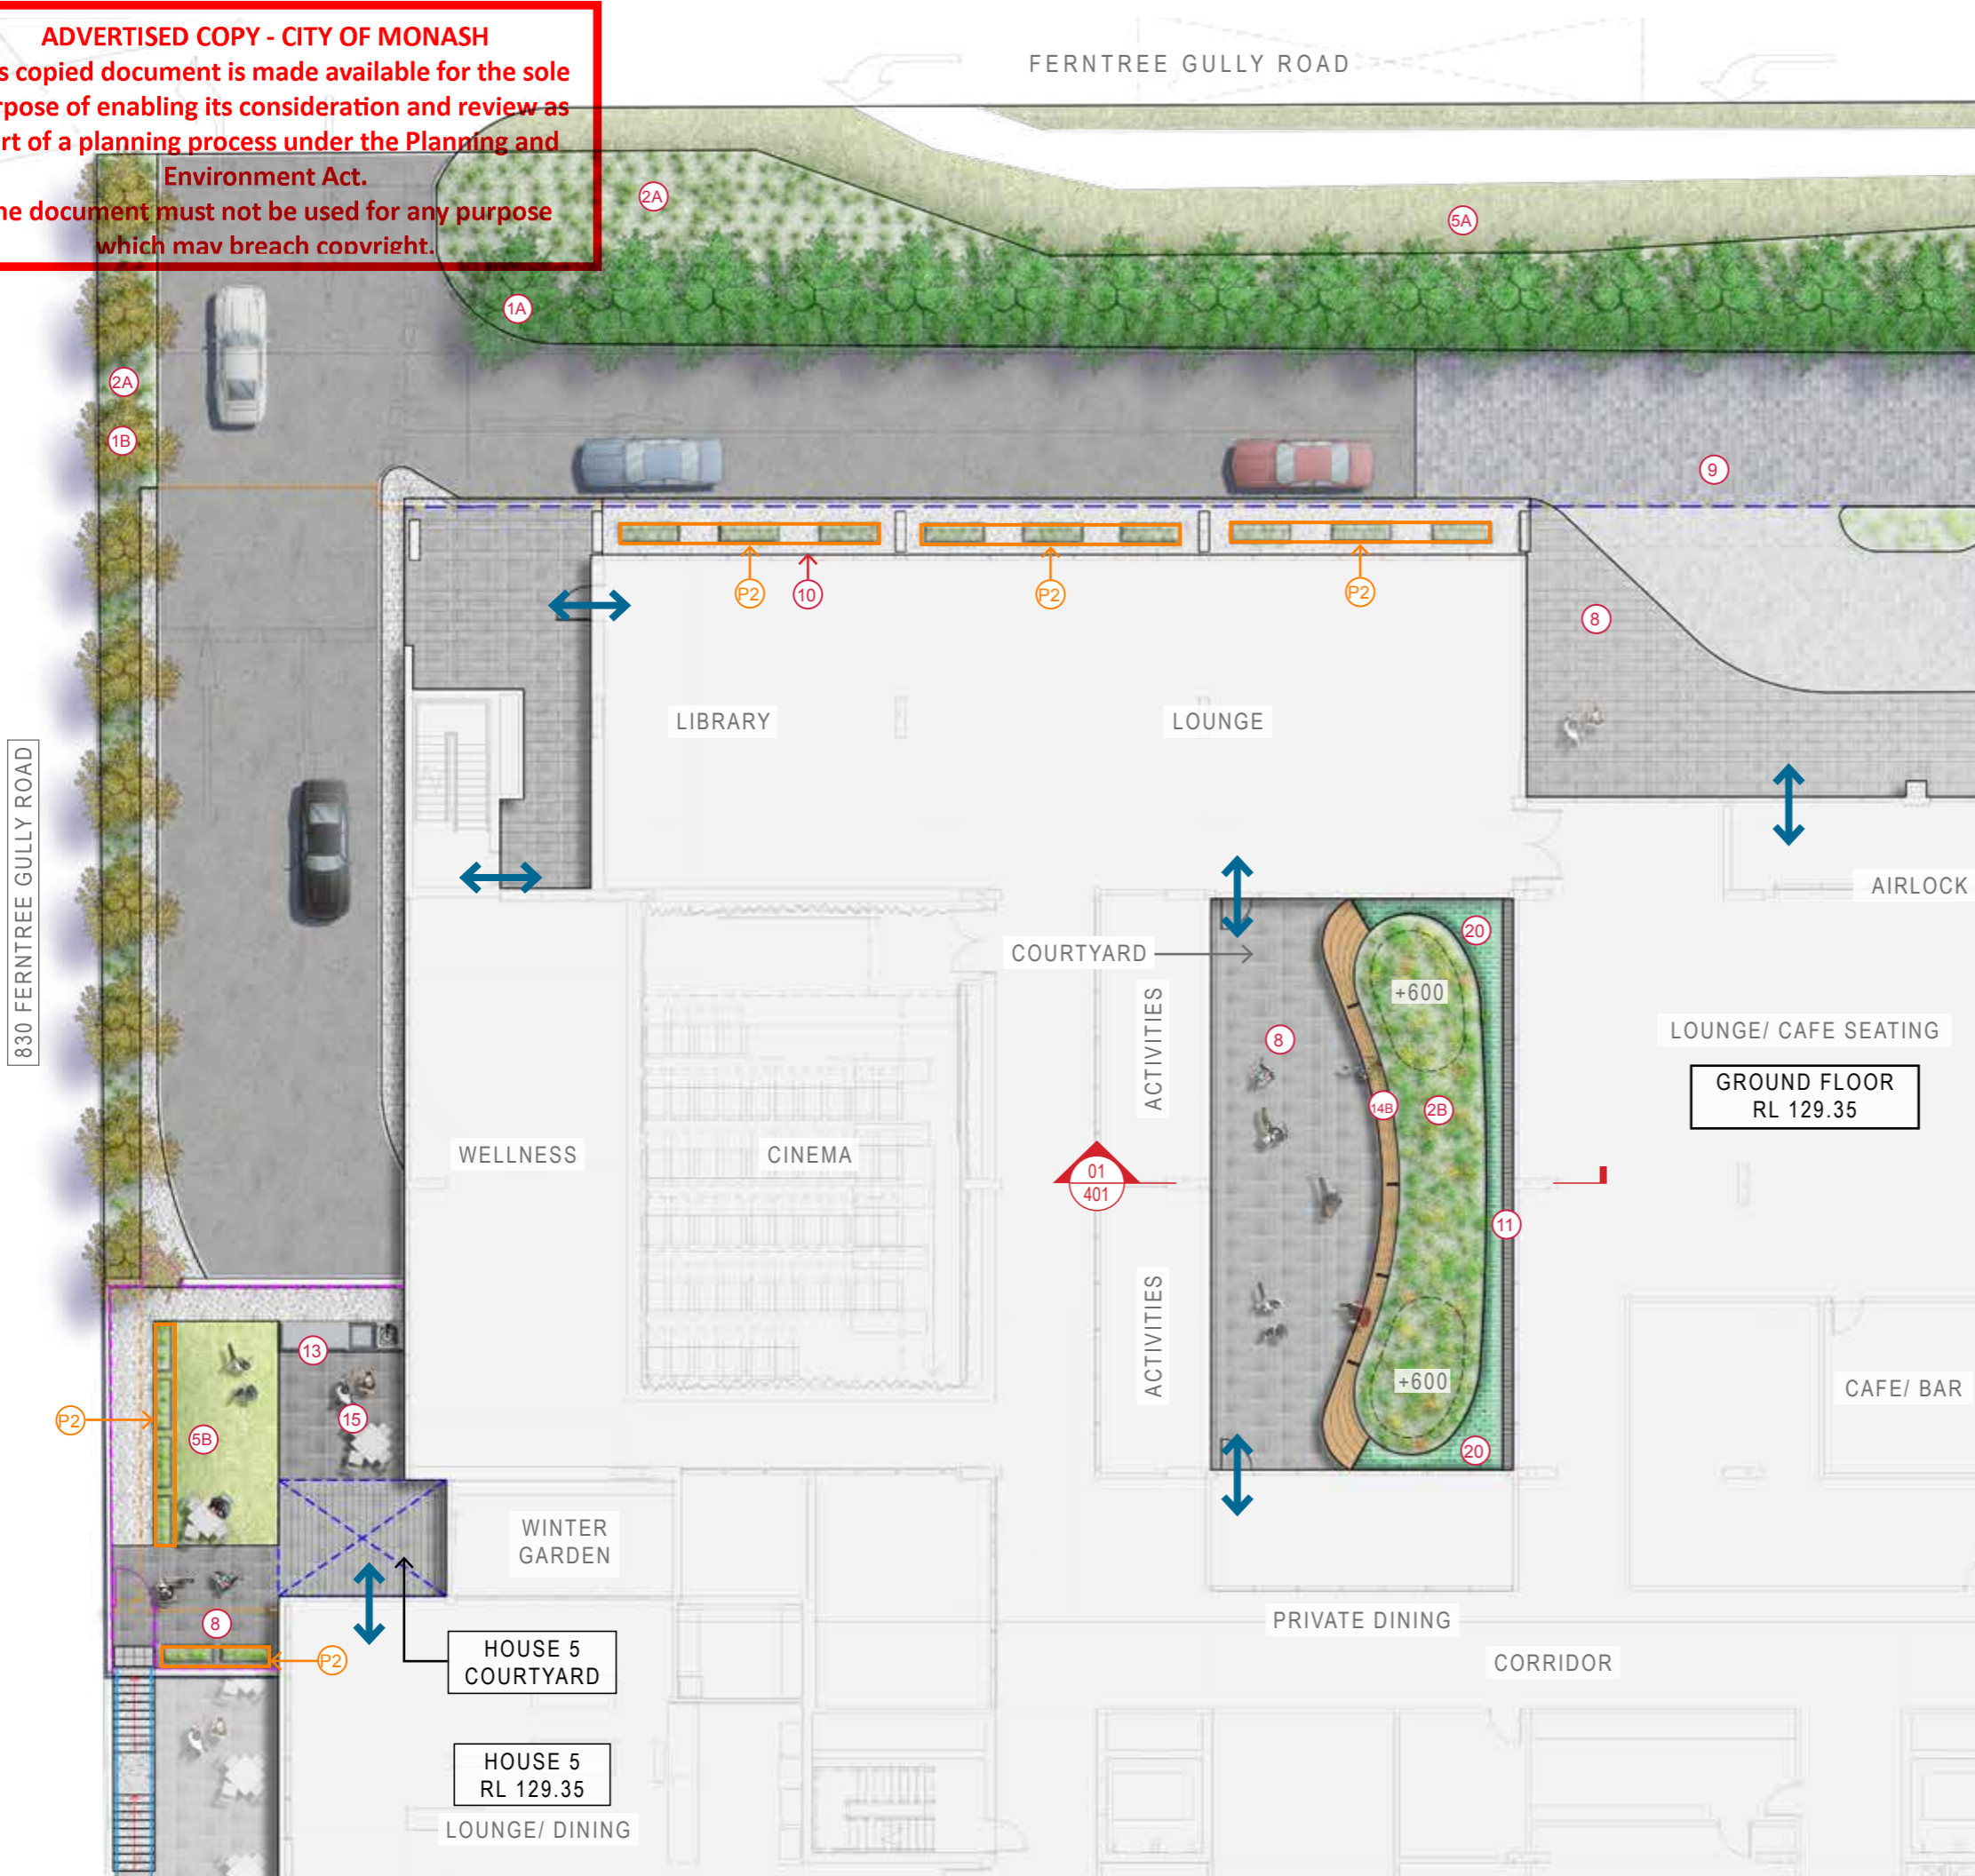 ADVERTISED COPY - CITY OF MONASH
s copied document is made available for the sole
rpose of enabling its consideration and review as
rt of a planning process under the Planning and
Environment Act.
he document must not be used for any purpose
which may breach copyright.
FERNTREE GULLY ROAD
2A
5A
1A
2A
1B
9
P2
10
P2
P2
8
LIBRARY
LOUNGE
830 FERNTREE GULLY ROAD
AIRLOCK
COURTYARD
20
+600
ACTIVITIES
8
LOUNGE/ CAFE SEATING
GROUND FLOOR
RL 129.35
14B
2B
WELLNESS
CINEMA
01
401
11
ACTIVITIES
13
+600
CAFE/ BAR
P2
15
5B
20
WINTER
GARDEN
8
PRIVATE DINING
P2
HOUSE 5
COURTYARD
CORRIDOR
HOUSE 5
RL 129.35
LOUNGE/ DINING